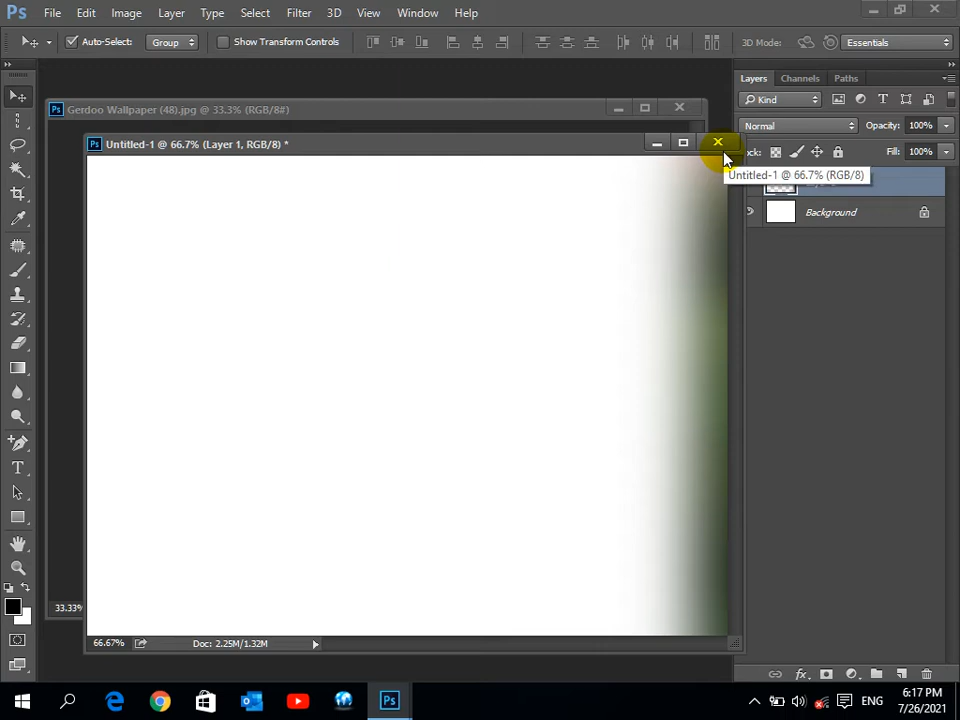 Ps File Edit Image Layer Type Select Filter 3D View Window Help
Auto-Select: Group Show Transform Controls 3D Mode: Essentials
Layers Channels Paths
Kind
Normal Opacity: 100%
Fill: 100%
Ps Gerdoo Wallpaper (48).jpg @ 33.3% (RGB/8#)
Ps Untitled-1 @ 66.7% (Layer 1, RGB/8) *
Untitled-1 @ 66.7% (RGB/8)
Background
33.33%
66.67% Doc: 2.25M/1.32M
Ps ENG 6:17 PM
7/26/2021